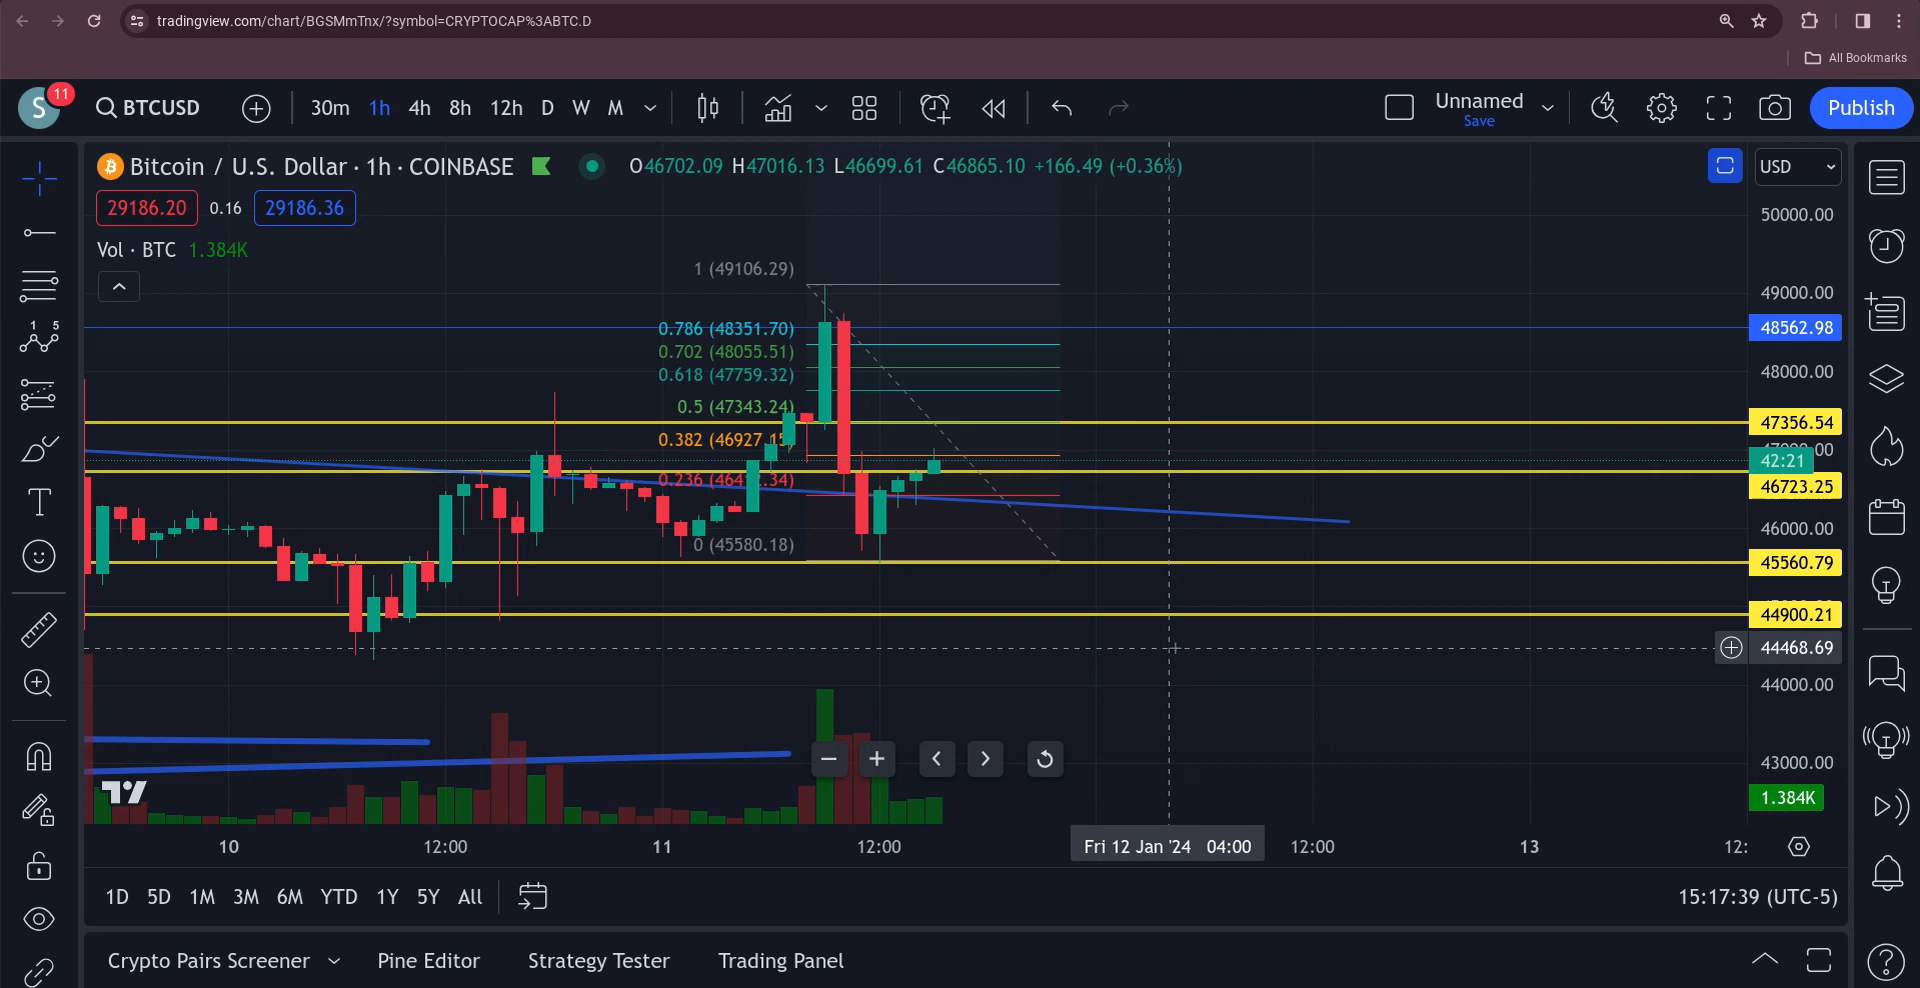 tradingview.com/chart/BGSMmTnx/?symbol=CRYPTOCAP%3ABTC.D
All Bookmarks
S 11 BTCUSD 30m 1h 4h 8h 12h D W M Unnamed Save Publish
Bitcoin / U.S. Dollar · 1h · COINBASE O46702.09 H47016.13 L46699.61 C46865.10 +166.49 (+0.36%) USD
29186.20 0.16 29186.36
Vol · BTC 1.384K
50000.00
1 (49106.29)
49000.00
0.786 (48351.70) 48562.98
0.702 (48055.51)
0.618 (47759.32) 48000.00
0.5 (47343.24) 47356.54
0.382 (46927.15)
42:21
46723.25
46000.00
0 (45580.18) 45560.79
44900.21
44468.69
44000.00
43000.00
1.384K
10 12:00 11 12:00 Fri 12 Jan '24 04:00 12:00 13 12:
1D 5D 1M 3M 6M YTD 1Y 5Y All 15:17:39 (UTC-5)
Crypto Pairs Screener Pine Editor Strategy Tester Trading Panel